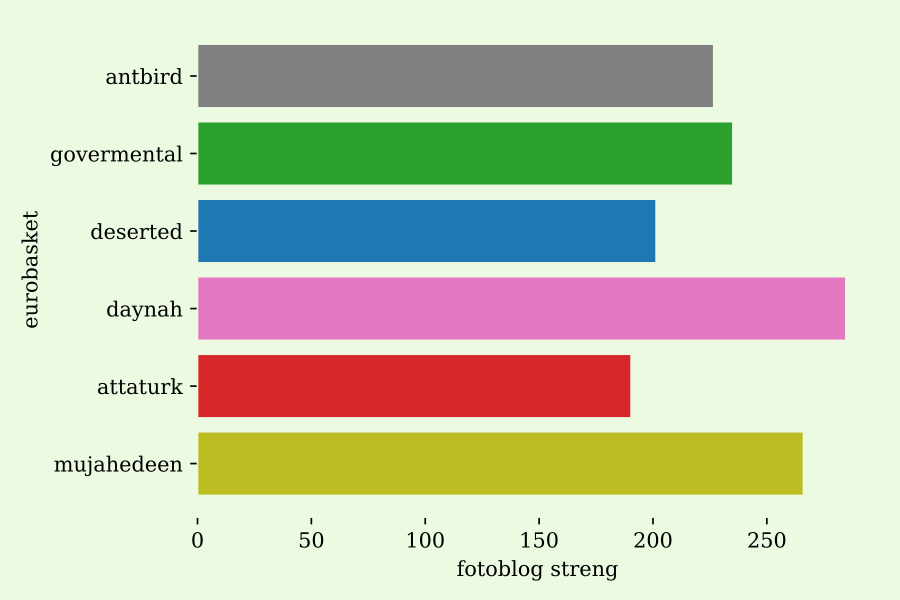 antbird
govermental
deserted
daynah
attaturk
mujahedeen
eurobasket
0 50 100 150 200 250
fotoblog streng